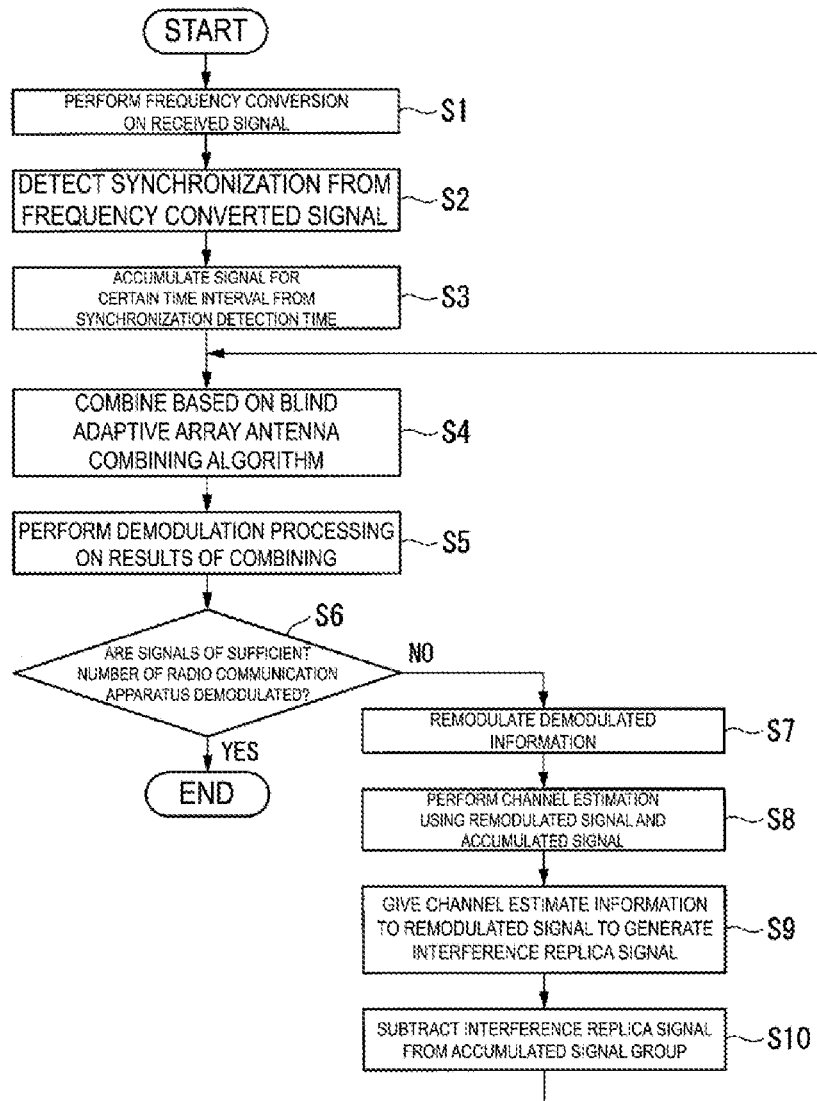 START
PERFORM FREQUENCY CONVERSION
ON RECEIVED SIGNAL
S1
DETECT SYNCHRONIZATION FROM
FREQUENCY CONVERTED SIGNAL
S2
ACCUMULATE SIGNAL FOR
CERTAIN TIME INTERVAL FROM
SYNCHRONIZATION DETECTION TIME
S3
COMBINE BASED ON BLIND
ADAPTIVE ARRAY ANTENNA
COMBINING ALGORITHM
S4
PERFORM DEMODULATION PROCESSING
ON RESULTS OF COMBINING
S5
S6
ARE SIGNALS OF SUFFICIENT
NUMBER OF RADIO COMMUNICATION
APPARATUS DEMODULATED?
NO
YES
END
REMODULATE DEMODULATED
INFORMATION
S7
PERFORM CHANNEL ESTIMATION
USING REMODULATED SIGNAL AND
ACCUMULATED SIGNAL
S8
GIVE CHANNEL ESTIMATE INFORMATION
TO REMODULATED SIGNAL TO GENERATE
INTERFERENCE REPLICA SIGNAL
S9
SUBTRACT INTERFERENCE REPLICA SIGNAL
FROM ACCUMULATED SIGNAL GROUP
S10